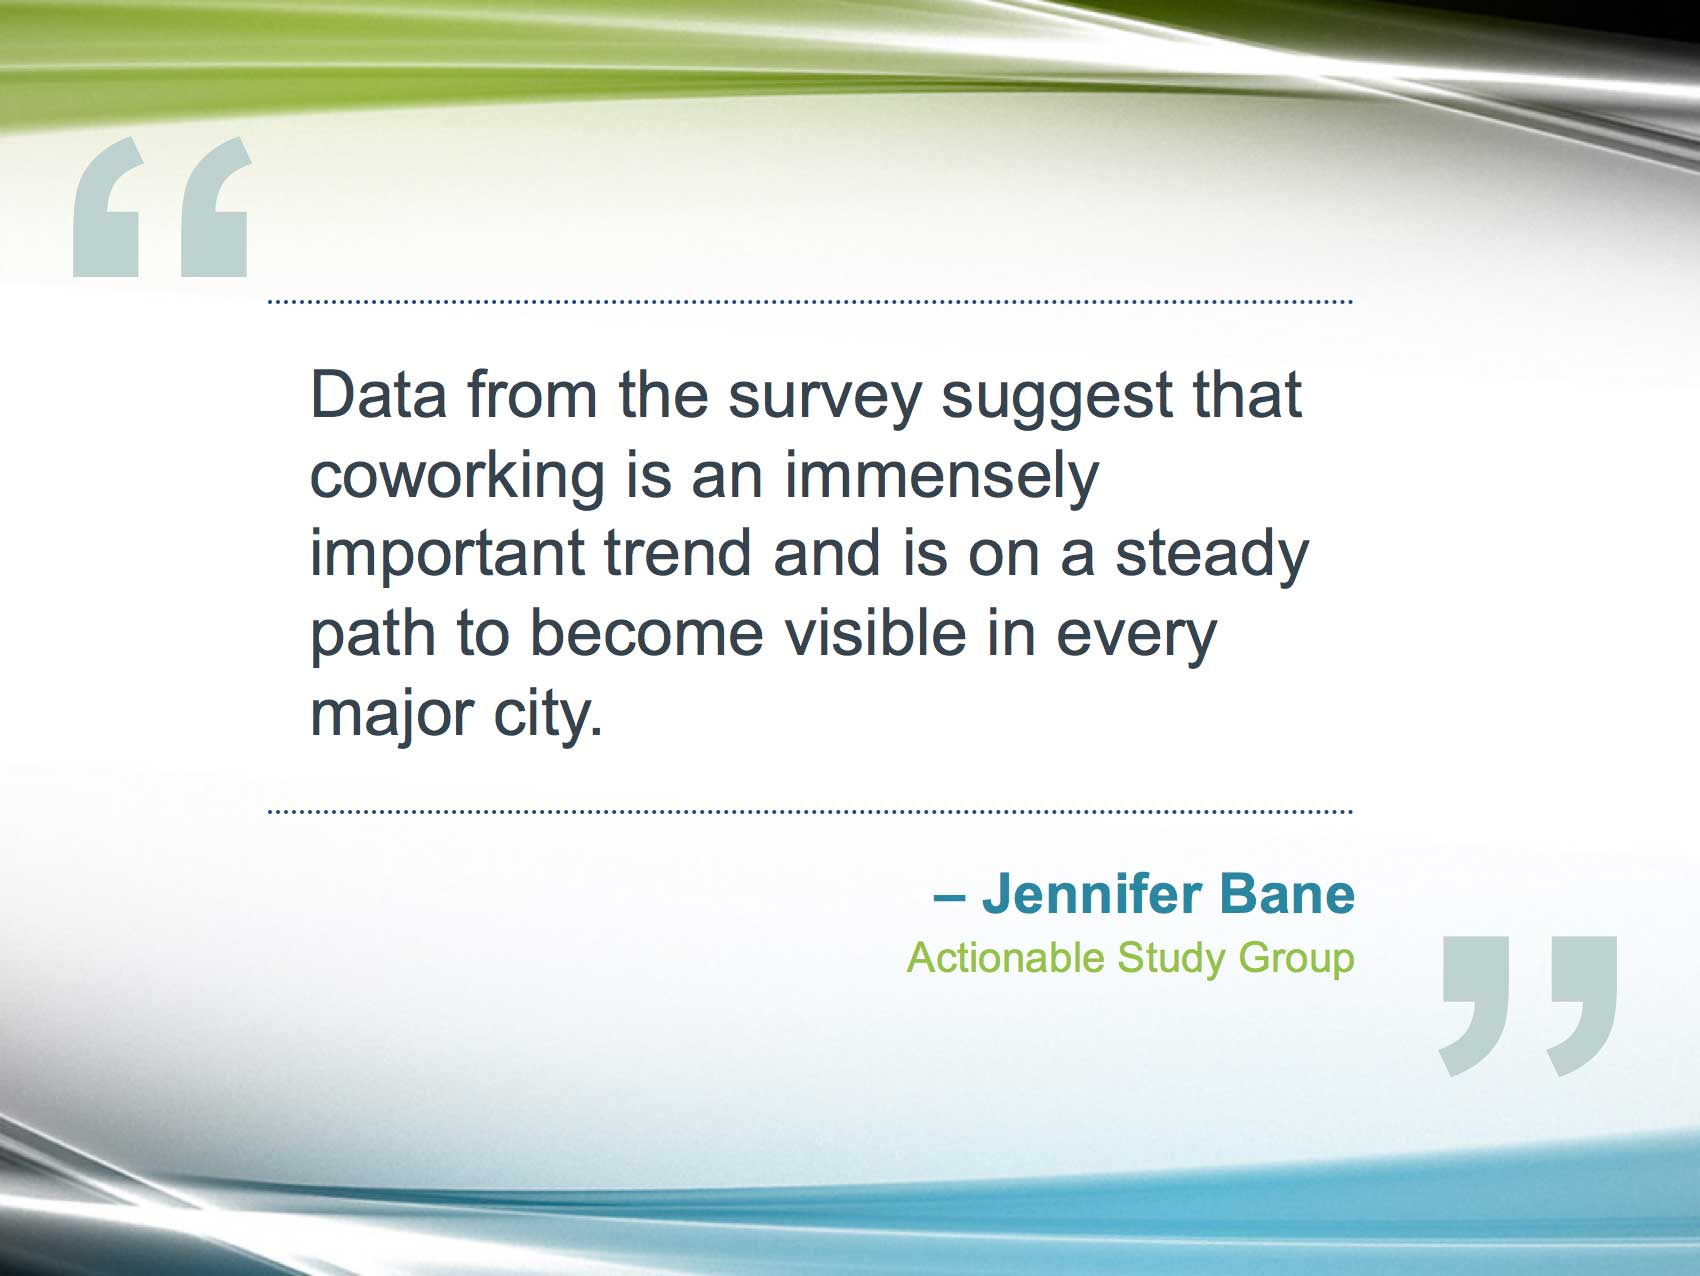 “
Data from the survey suggest that
coworking is an immensely
important trend and is on a steady
path to become visible in every
major city.
– Jennifer Bane
Actionable Study Group
”